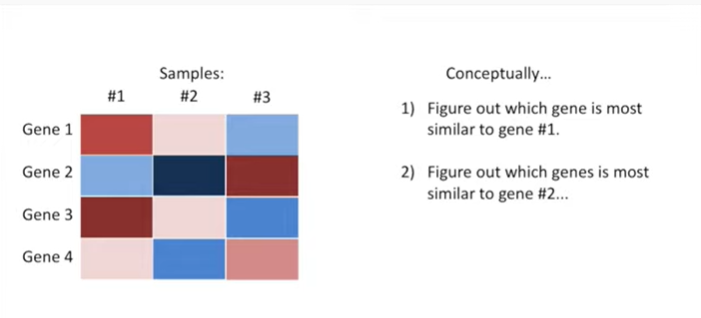 Samples:
#1 #2 #3
Gene 1
Gene 2
Gene 3
Gene 4
Conceptually...
1) Figure out which gene is most
similar to gene #1.
2) Figure out which genes is most
similar to gene #2...